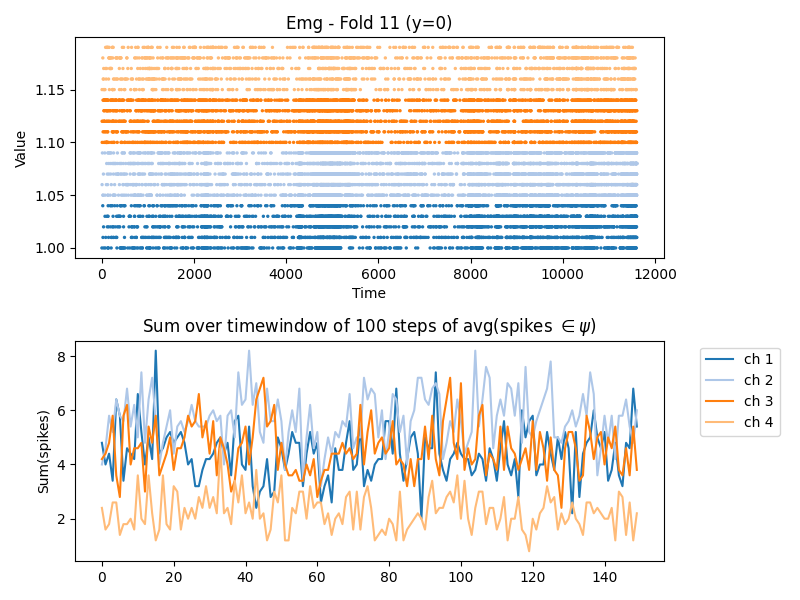 Emg - Fold 11 (y=0)
Value
1.15
1.10
1.05
1.00
0 2000 4000 6000 8000 10000 12000
Time
Sum over timewindow of 100 steps of avg(spikes ∈ψ)
Sum(spikes)
8
6
4
2
0 20 40 60 80 100 120 140
ch 1
ch 2
ch 3
ch 4